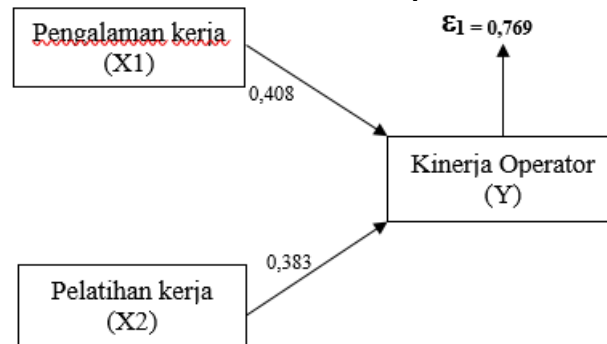 Pengalaman kerja
(X1)
ε1 = 0,769
0,408
Kinerja Operator
(Y)
0,383
Pelatihan kerja
(X2)